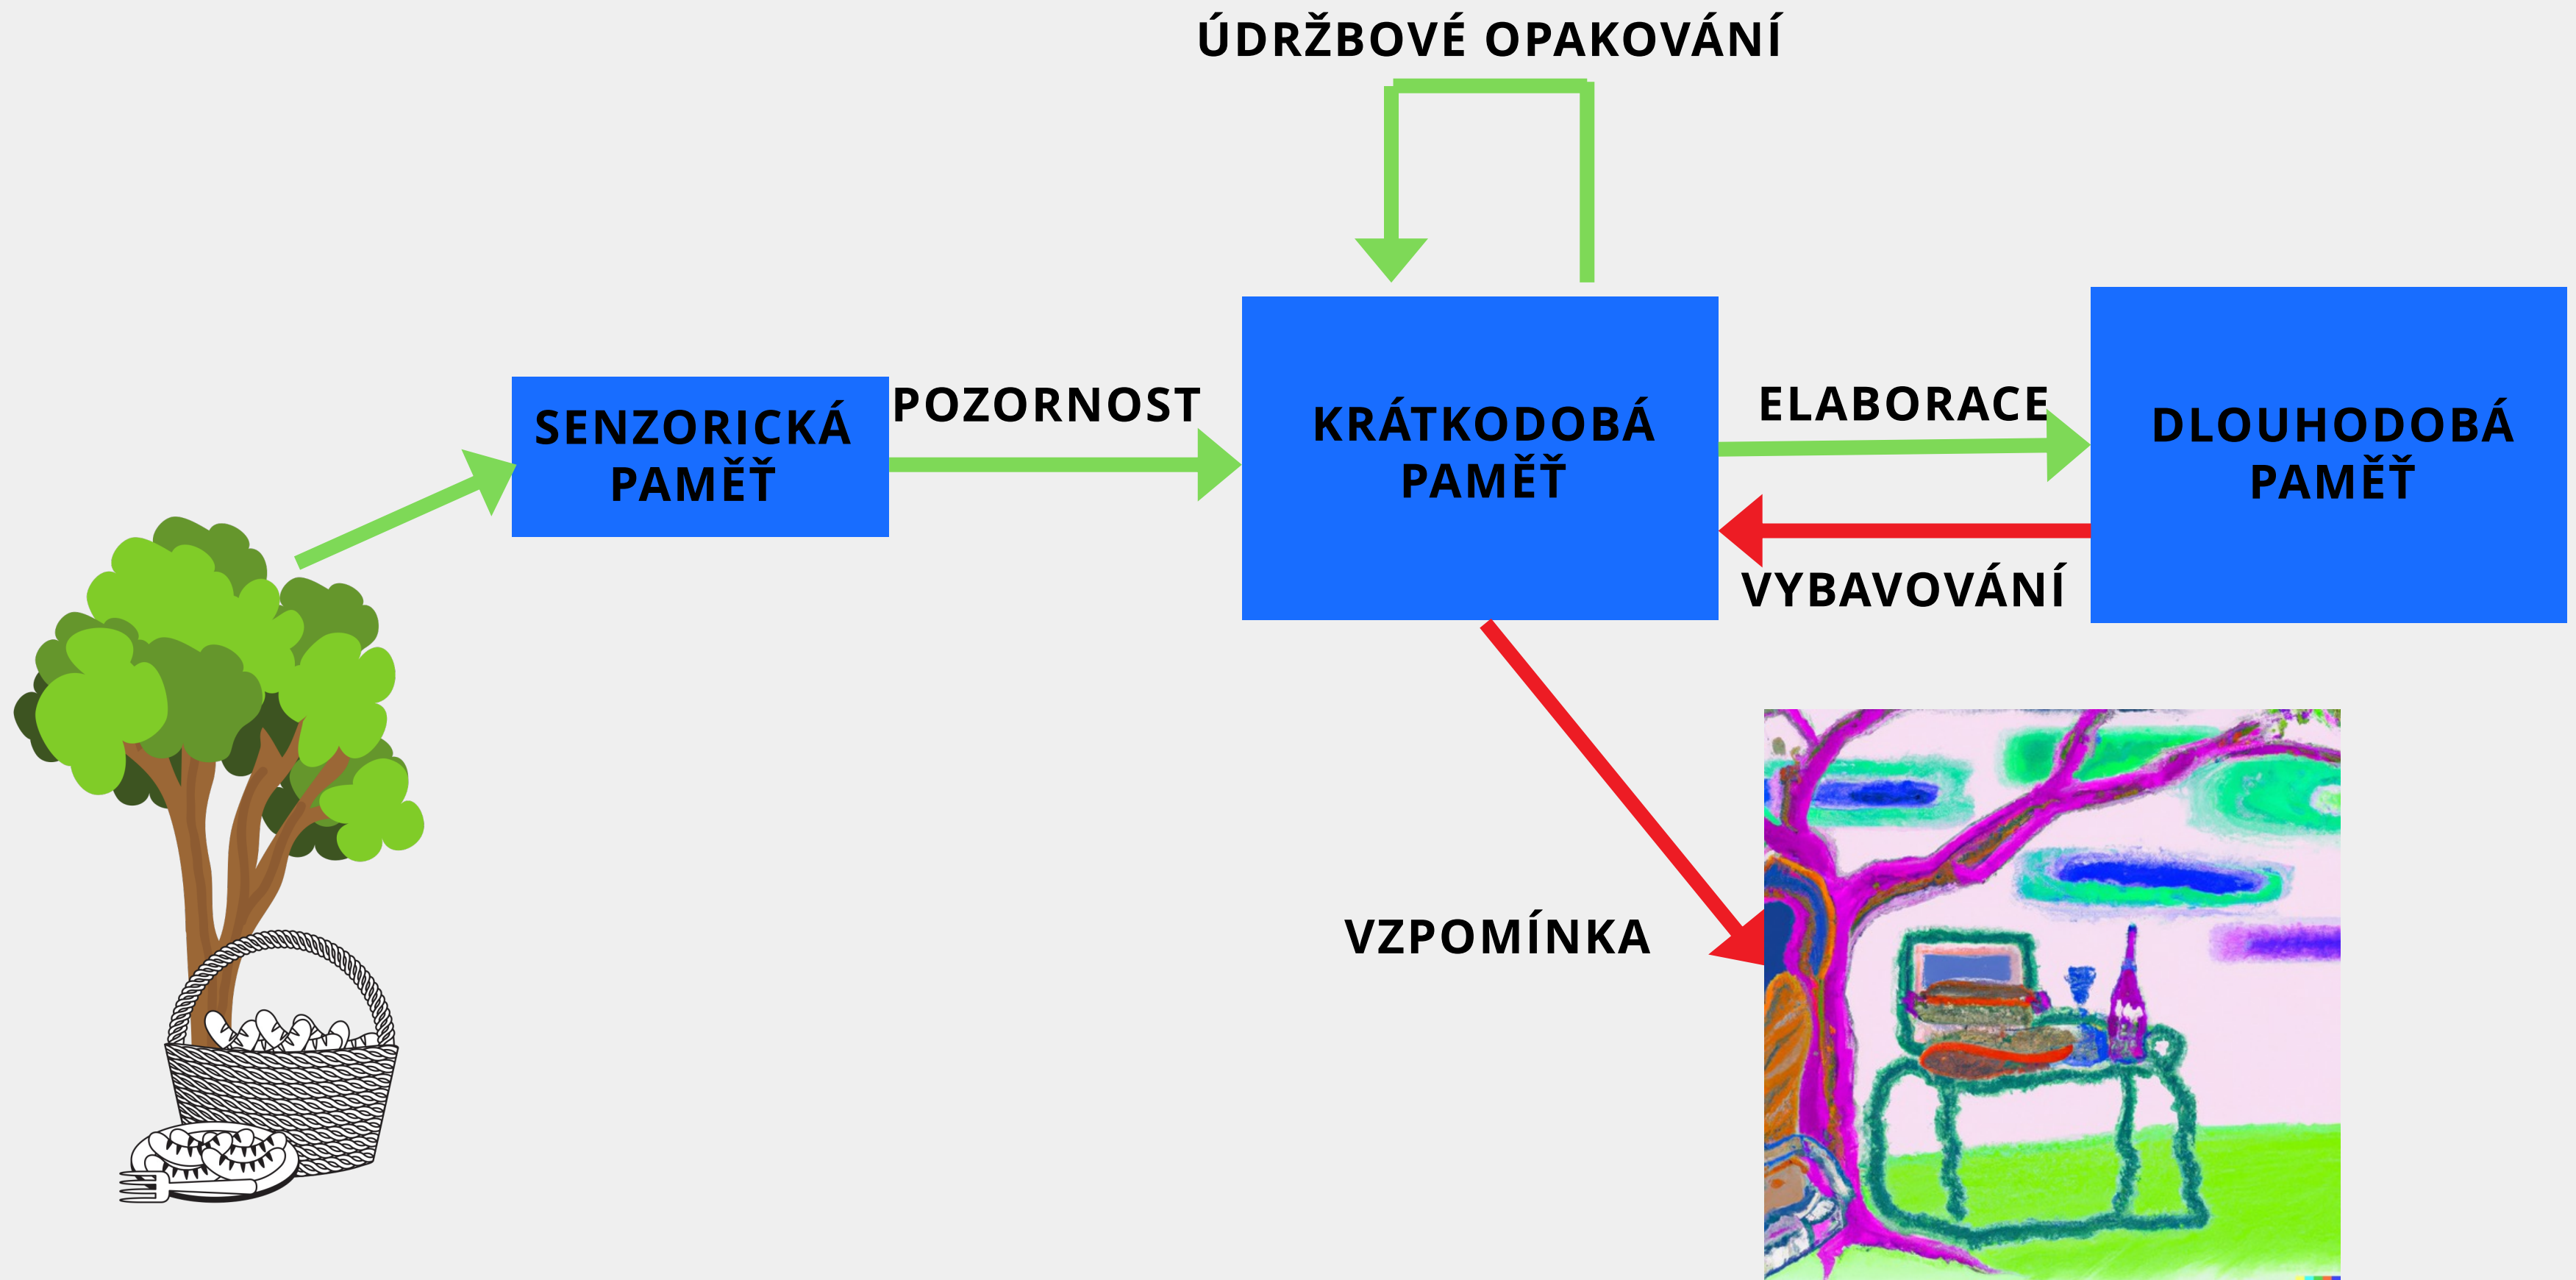 ÚDRŽBOVÉ OPAKOVÁNÍ
SENZORICKÁ
PAMĚŤ
POZORNOST
KRÁTKODOBÁ
PAMĚŤ
ELABORACE
VYBAVOVÁNÍ
DLOUHODOBÁ
PAMĚŤ
VZPOMÍNKA